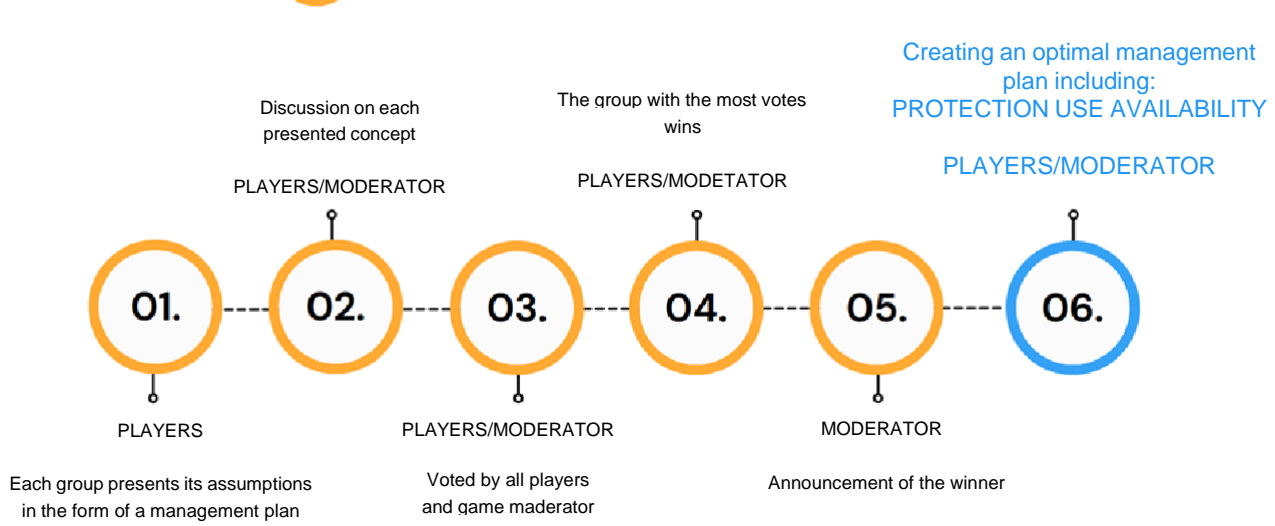 Creating an optimal management
plan including:
PROTECTION USE AVAILABILITY
PLAYERS/MODERATOR
Discussion on each
presented concept
PLAYERS/MODERATOR
The group with the most votes
wins
PLAYERS/MODETATOR
01.
02.
03.
04.
05.
06.
PLAYERS
Each group presents its assumptions
in the form of a management plan
PLAYERS/MODERATOR
Voted by all players
and game maderator
MODERATOR
Announcement of the winner